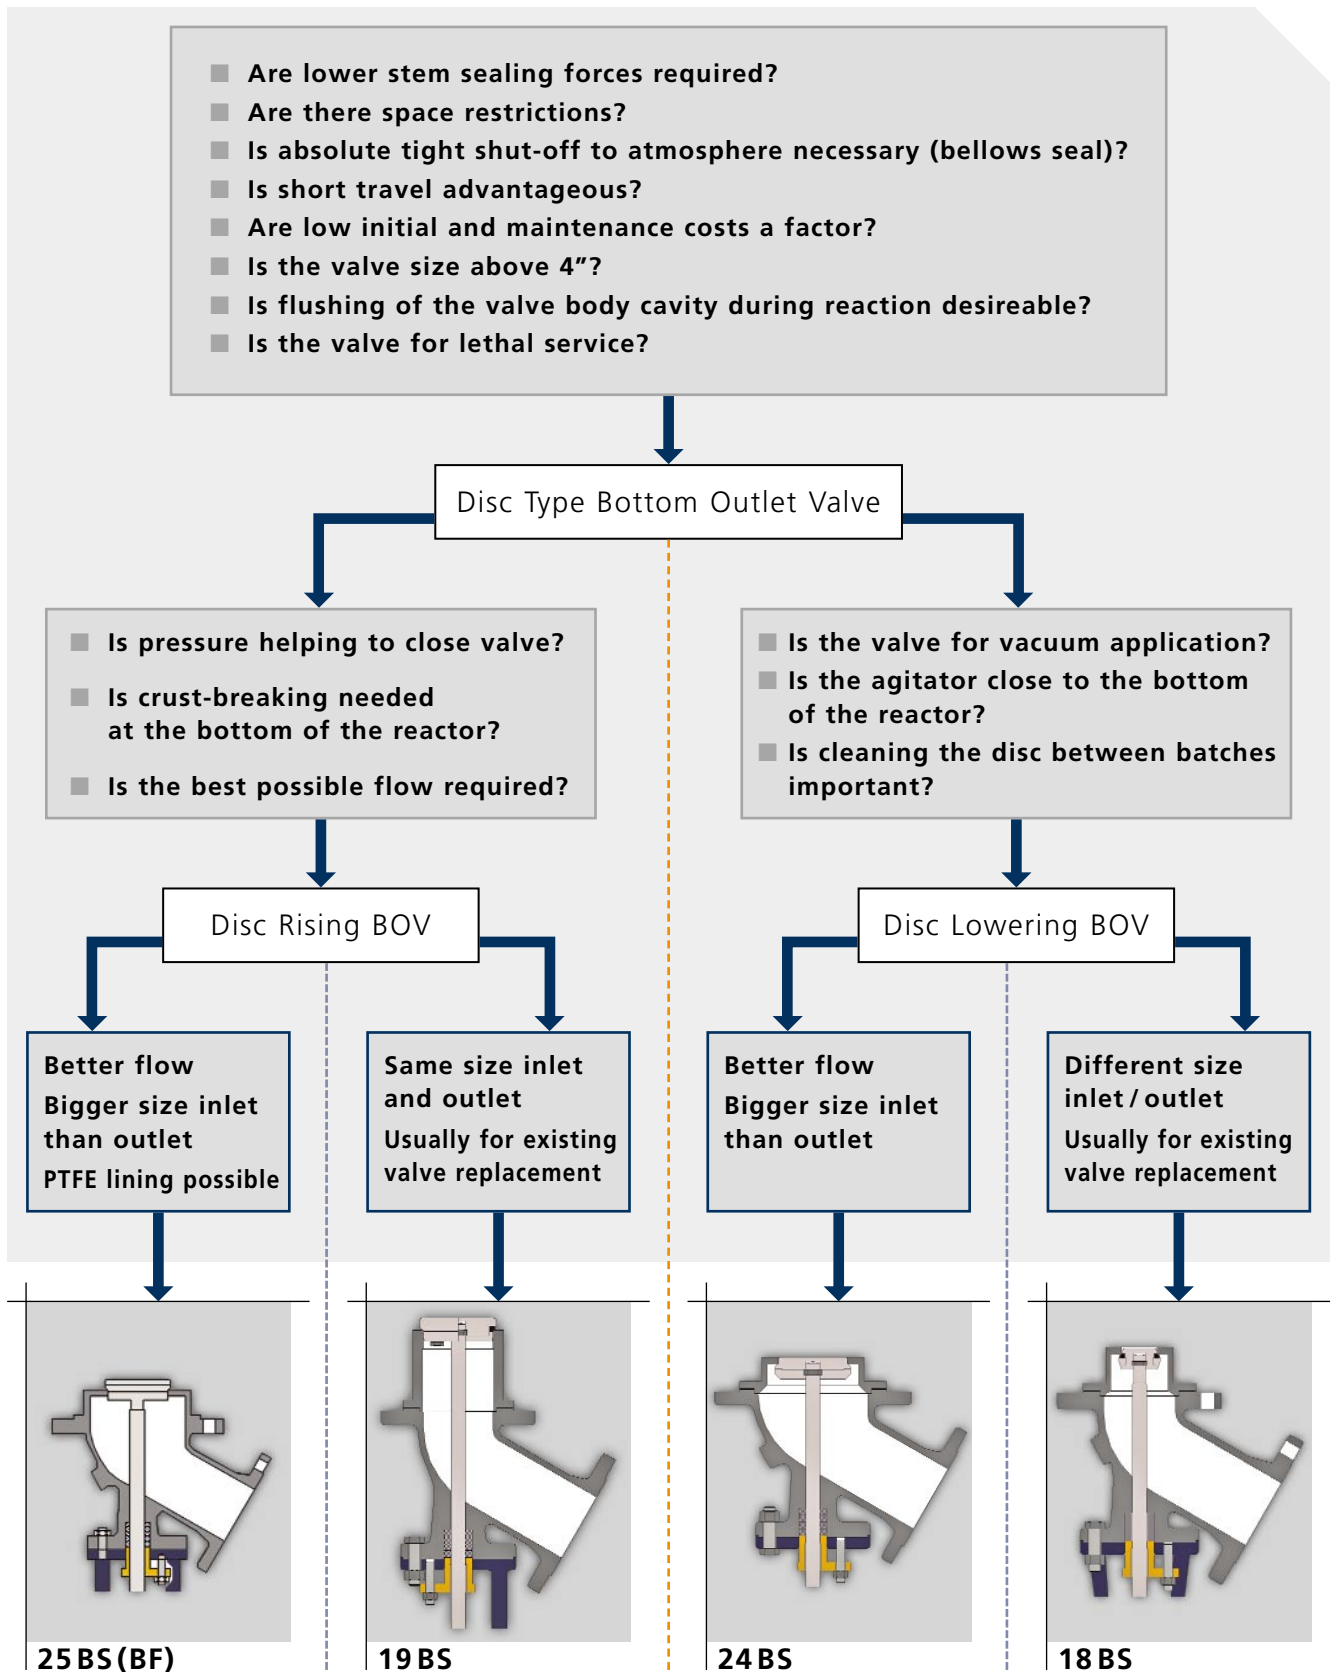 Are lower stem sealing forces required?
Are there space restrictions?
Is absolute tight shut-off to atmosphere necessary (bellows seal)?
Is short travel advantageous?
Are low initial and maintenance costs a factor?
Is the valve size above 4″?
Is flushing of the valve body cavity during reaction desireable?
Is the valve for lethal service?
Disc Type Bottom Outlet Valve
Is pressure helping to close valve?
Is crust-breaking needed
at the bottom of the reactor?
Is the best possible flow required?
Is the valve for vacuum application?
Is the agitator close to the bottom
of the reactor?
Is cleaning the disc between batches
important?
Disc Rising BOV
Disc Lowering BOV
Better flow
Bigger size inlet
than outlet
PTFE lining possible
Same size inlet
and outlet
Usually for existing
valve replacement
Better flow
Bigger size inlet
than outlet
Different size
inlet / outlet
Usually for existing
valve replacement
25 BS (BF)
19 BS
24 BS
18 BS